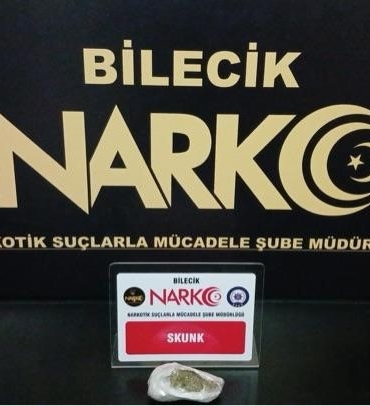 BİLECİK
NARKO
KOTİK SUÇLARLA MÜCADELE ŞUBE MÜDÜR
BİLECİK
NARKO
NARKOTİK SUÇLARLA MÜCADELE ŞUBE MÜDÜRLÜĞÜ
SKUNK